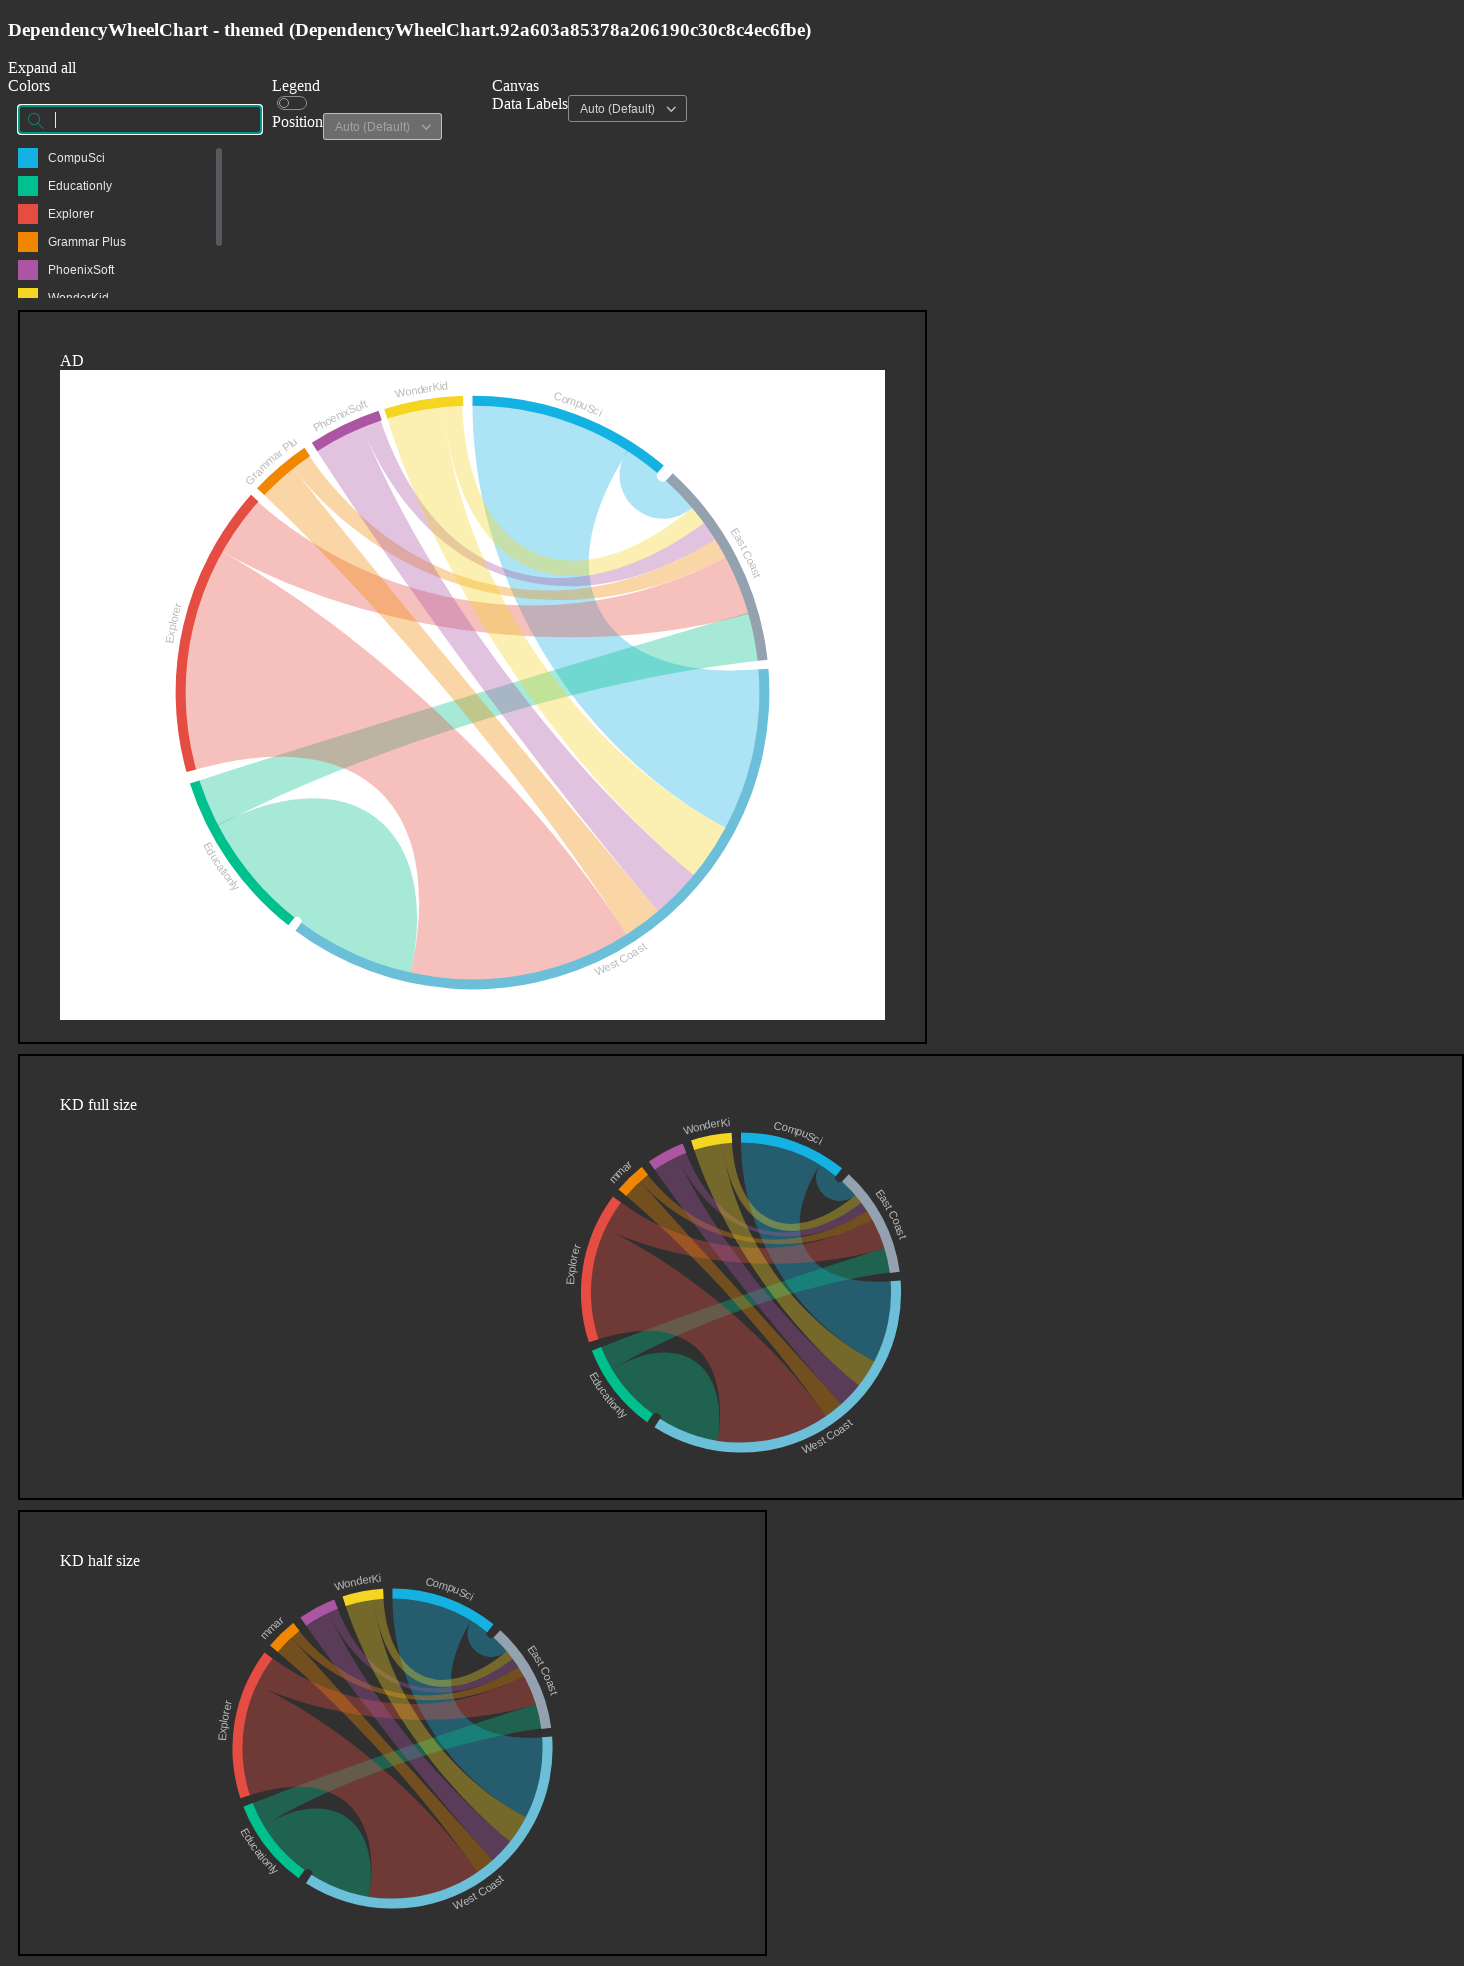 DependencyWheelChart - themed (DependencyWheelChart.92a603a85378a206190c30c8c4ec6fbe)
Expand all
Colors
Legend
Canvas
Data Labels
Auto (Default)
Position
Auto (Default)
CompuSci
Educationly
Explorer
Grammar Plus
PhoenixSoft
WonderKid
AD
WonderKid
CompuSci
PhoenixSoft
Grammar Plu
East Coast
Explorer
Educationly
West Coast
KD full size
WonderKi
CompuSci
mmar
East Coast
Explorer
Educationly
West Coast
KD half size
WonderKi
CompuSci
mmar
East Coast
Explorer
Educationly
West Coast